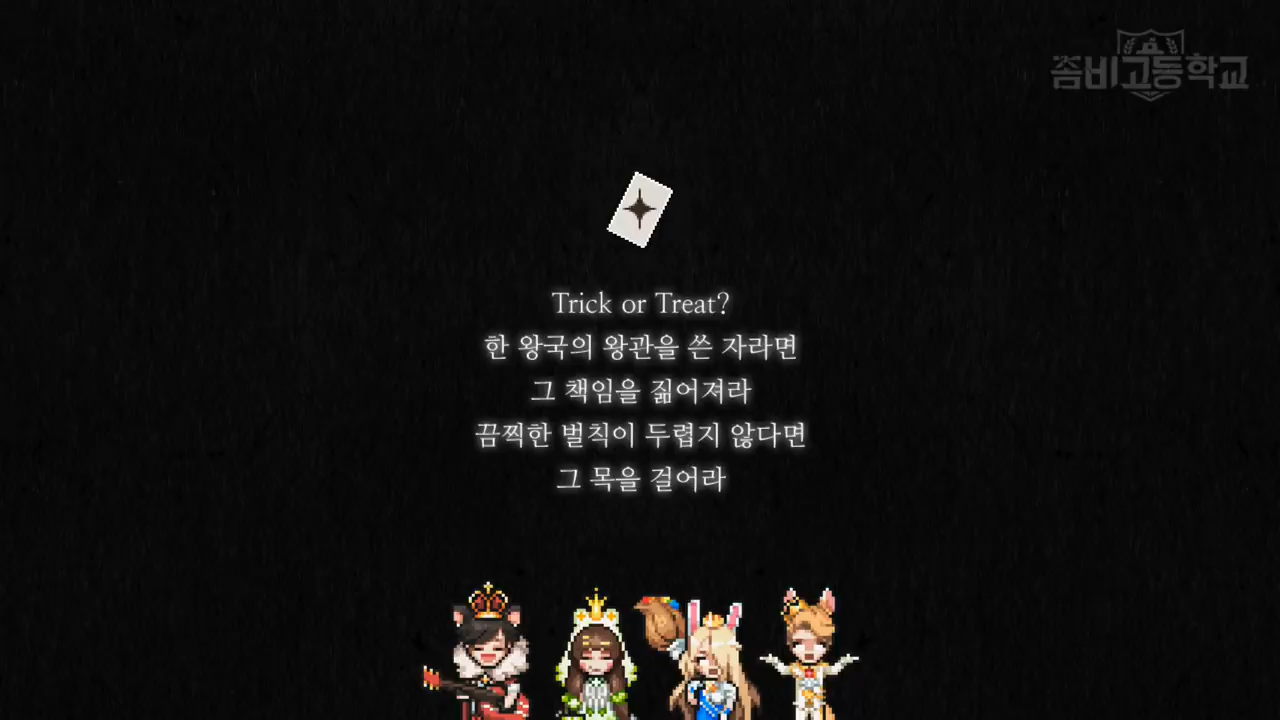 좀비고등학교
Trick or Treat?
한 왕국의 왕관을 쓴 자라면
그 책임을 짊어져라
끔찍한 벌칙이 두렵지 않다면
그 목을 걸어라